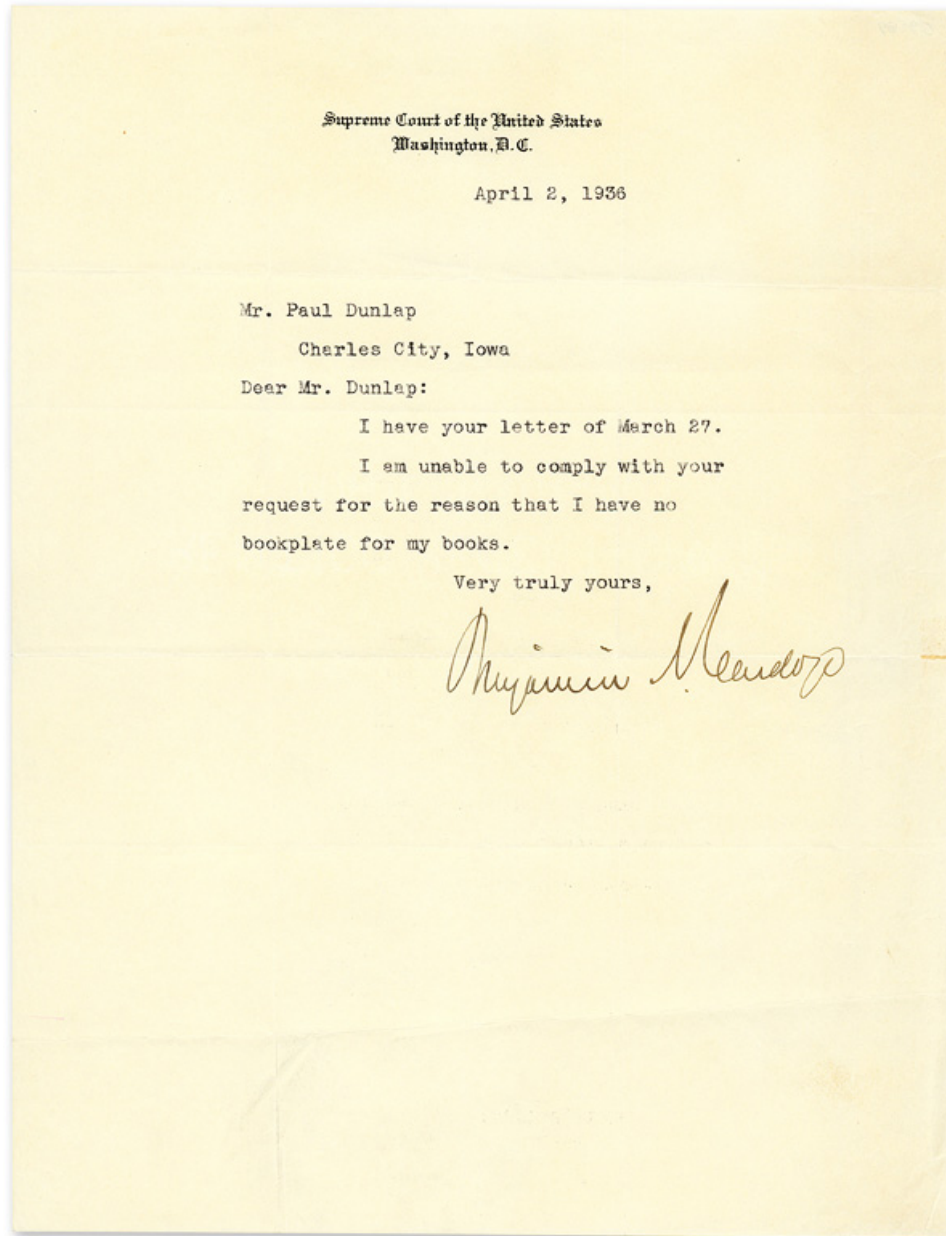 Supreme Court of the United States
Washington, D.C.
April 2, 1936
Mr. Paul Dunlap
Charles City, Iowa
Dear Mr. Dunlap:
I have your letter of March 27.
I am unable to comply with your
request for the reason that I have no
bookplate for my books.
Very truly yours,
Benjamin N. Cardozo